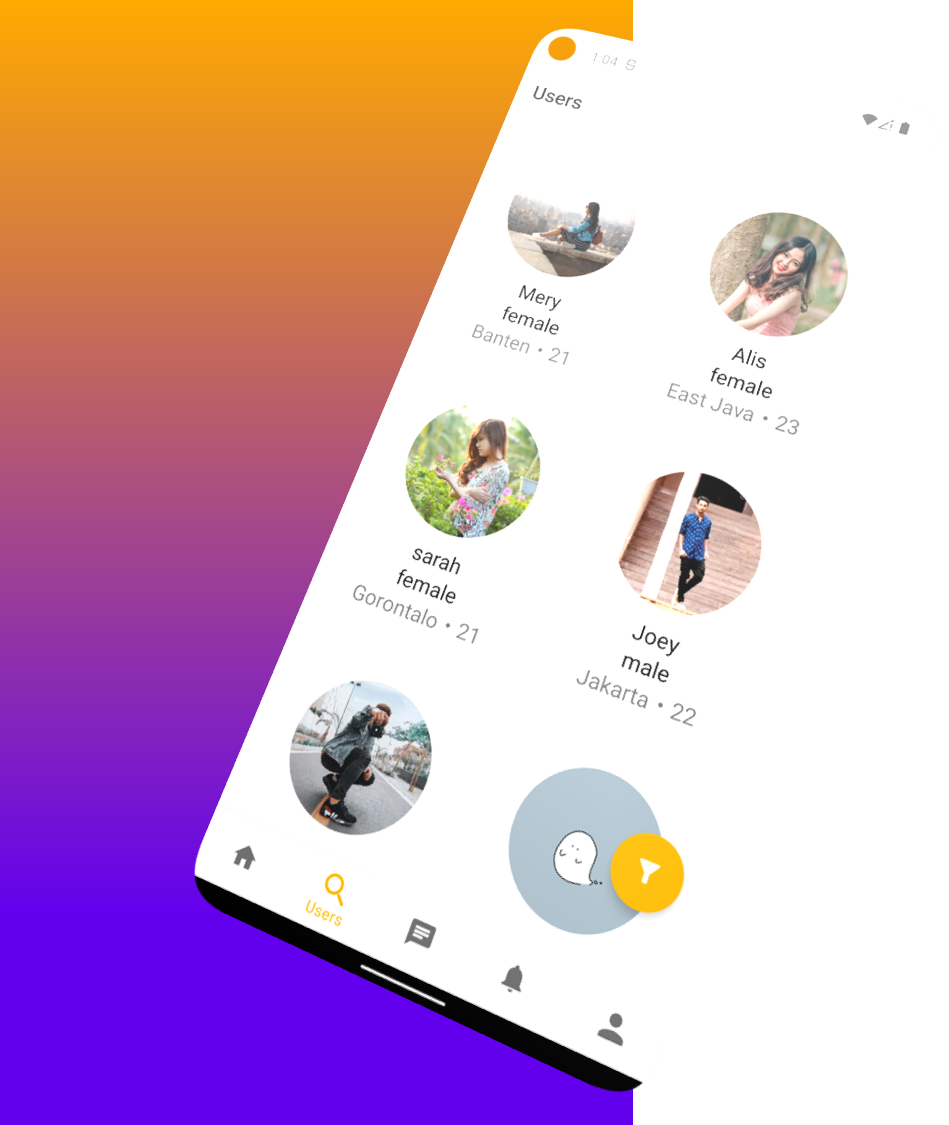 1:04
Users
Mery
female
Banten • 21
Alis
female
East Java • 23
sarah
female
Gorontalo • 21
Joey
male
Jakarta • 22
Users